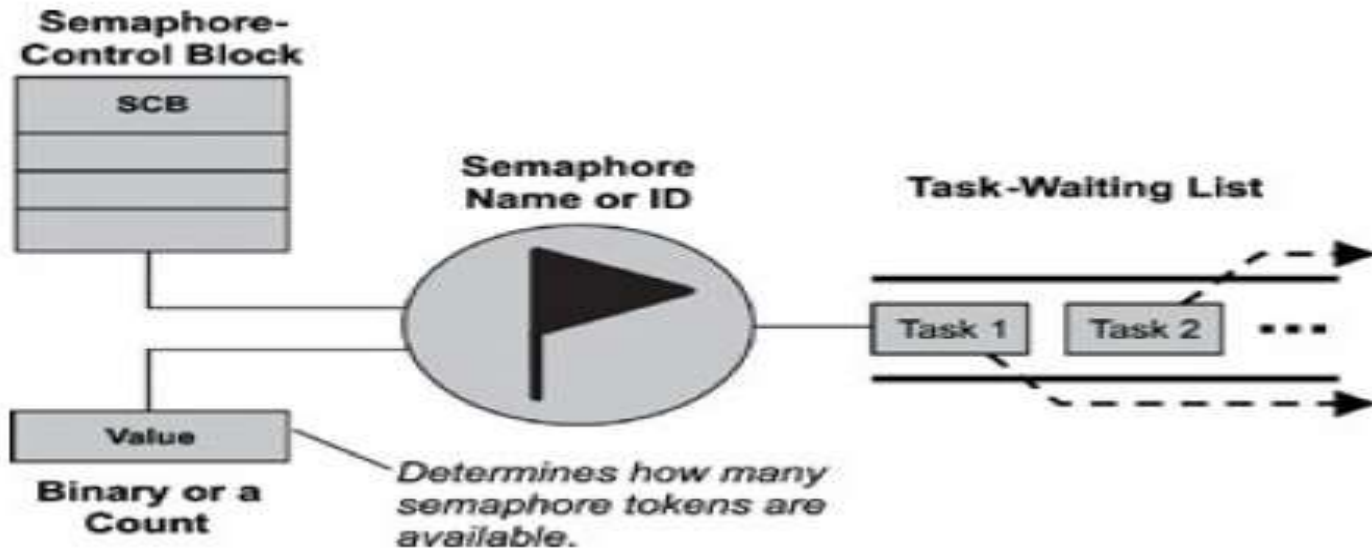 Semaphore-
Control Block
SCB
Semaphore
Name or ID
Task-Waiting List
Task 1
Task 2
Value
Binary or a
Count
Determines how many
semaphore tokens are
available.